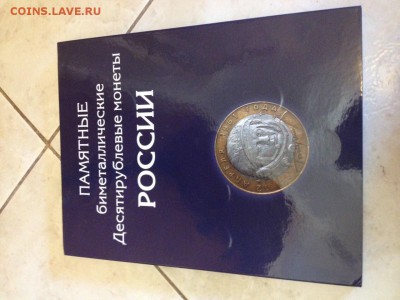 COINS.LAVE.RU
ПАМЯТНЫЕ
биметаллические
Десятирублевые монеты
РОССИИ